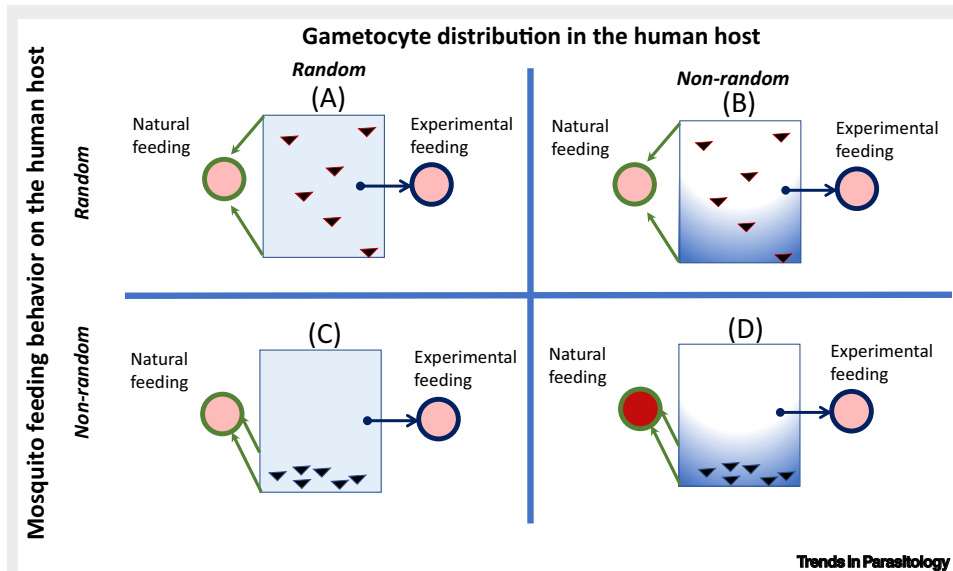 Gametocyte distribution in the human host
Mosquito feeding behavior on the human host
Random
Non-random
Random
(A)
Natural
feeding
Experimental
feeding
(B)
Natural
feeding
Experimental
feeding
Non-random
(C)
Natural
feeding
Experimental
feeding
(D)
Natural
feeding
Experimental
feeding
Trends in Parasitology